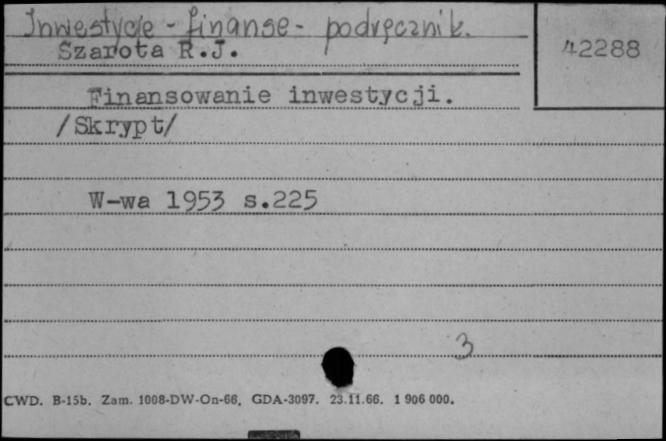 Inwestycje - finanse - podręcznik.
Szarota R.J.
42288
Finansowanie inwestycji.
/Skrypt/
W-wa 1953 s.225
3
CWD. B-15b. Zam. 1008-DW-On-66. GDA-3097. 23.11.66. 1 906 000.